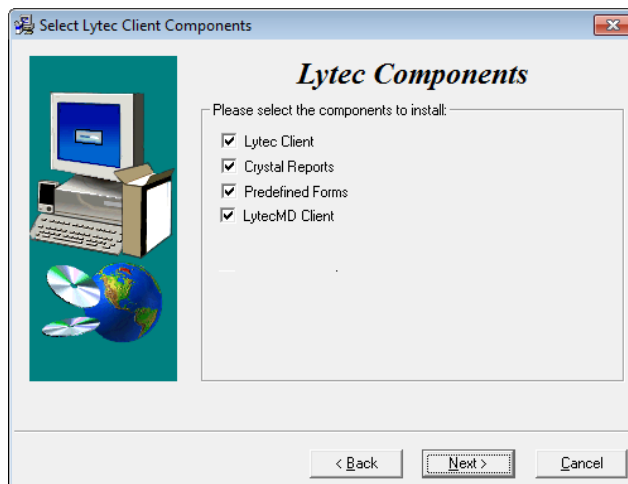 Select Lytec Client Components
Lytec Components
Please select the components to install:
Lytec Client
Crystal Reports
Predefined Forms
LytecMD Client
< Back
Next >
Cancel